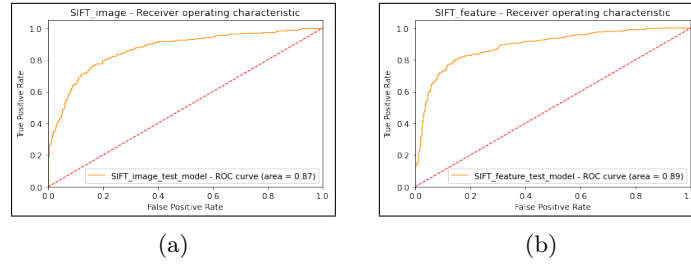 SIFT_image - Receiver operating characteristic
1.0
0.8
0.6
0.4
0.2
0.0
True Positive Rate
SIFT_image_test_model - ROC curve (area = 0.87)
0.0 0.2 0.4 0.6 0.8 1.0
False Positive Rate
(a)
SIFT_feature - Receiver operating characteristic
1.0
0.8
0.6
0.4
0.2
0.0
True Positive Rate
SIFT_feature_test_model - ROC curve (area = 0.89)
0.0 0.2 0.4 0.6 0.8 1.0
False Positive Rate
(b)